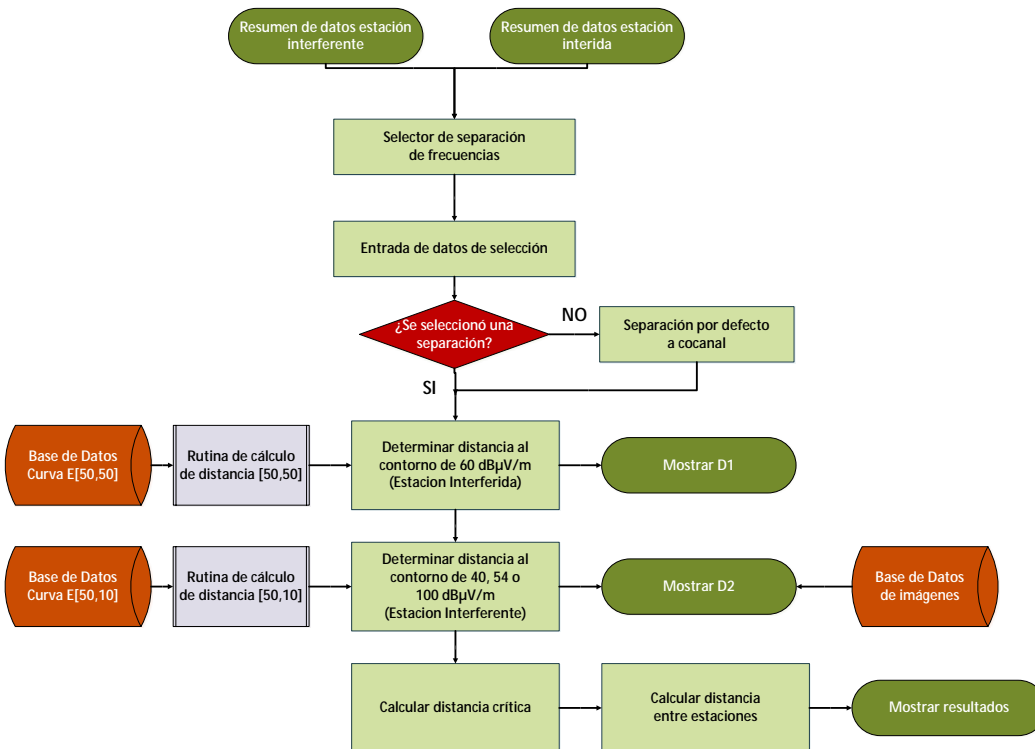 Resumen de datos estación
interferente
Resumen de datos estación
interida
Selector de separación
de frecuencias
Entrada de datos de selección
¿Se seleccionó una
separación?
NO
Separación por defecto
a cocanal
SI
Base de Datos
Curva E[50,50]
Rutina de cálculo
de distancia [50,50]
Determinar distancia al
contorno de 60 dBµV/m
(Estacion Interferida)
Mostrar D1
Base de Datos
Curva E[50,10]
Rutina de cálculo
de distancia [50,10]
Determinar distancia al
contorno de 40, 54 o
100 dBµV/m
(Estacion Interferente)
Mostrar D2
Base de Datos
de imágenes
Calcular distancia crítica
Calcular distancia
entre estaciones
Mostrar resultados